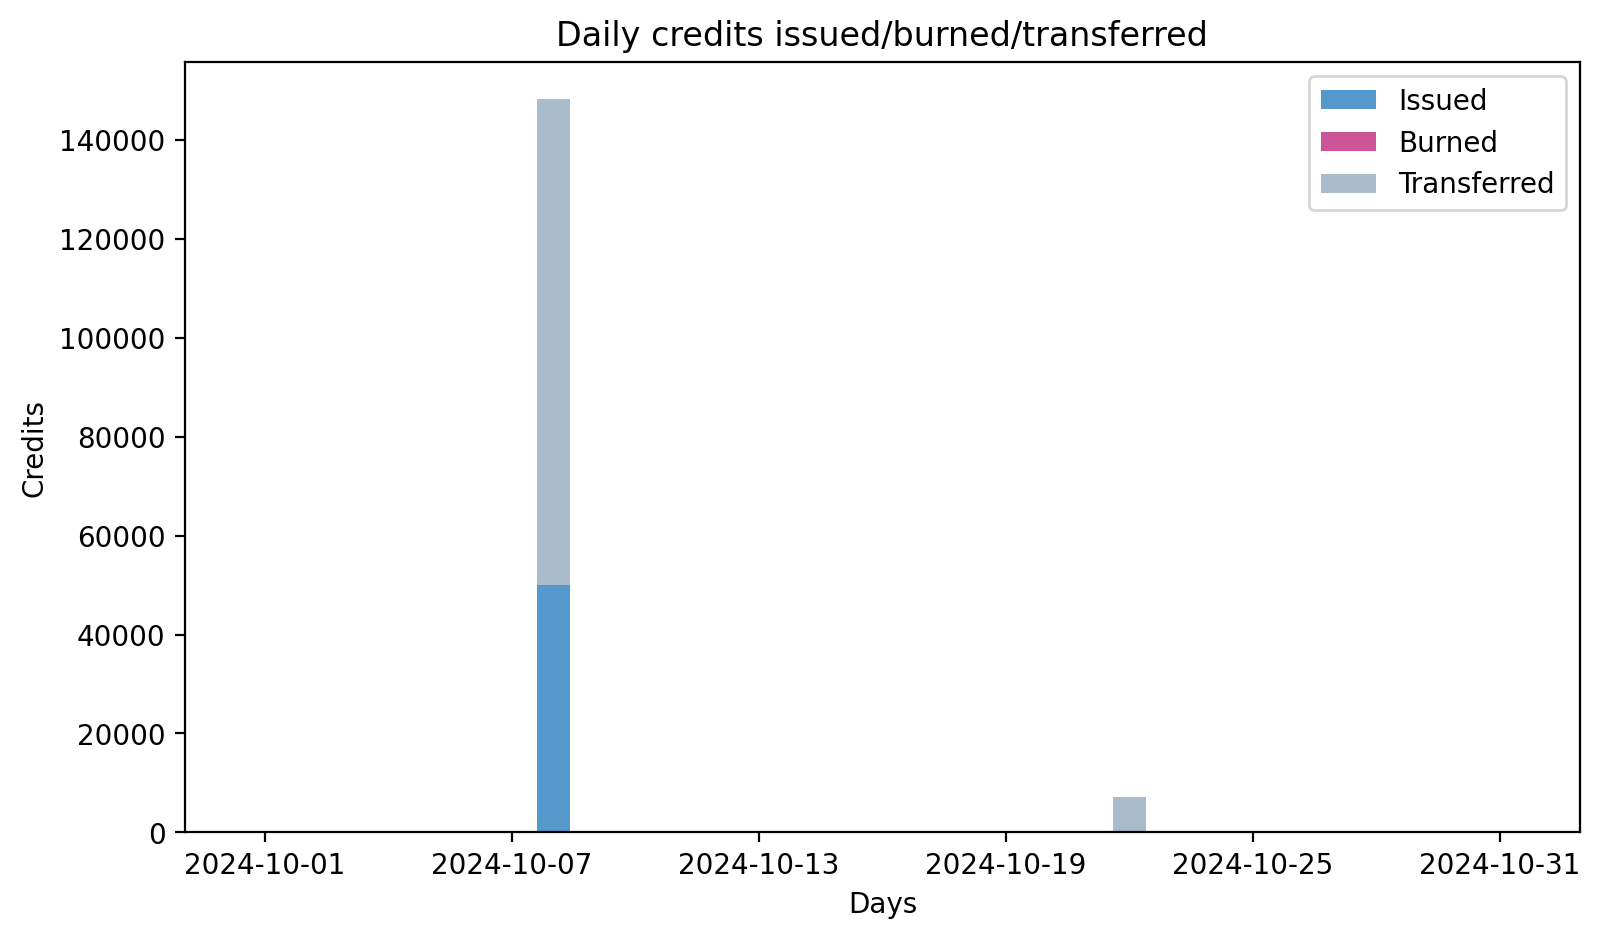 Daily credits issued/burned/transferred
Issued
Burned
Transferred
140000
120000
100000
80000
60000
40000
20000
0
Credits
2024-10-01 2024-10-07 2024-10-13 2024-10-19 2024-10-25 2024-10-31
Days